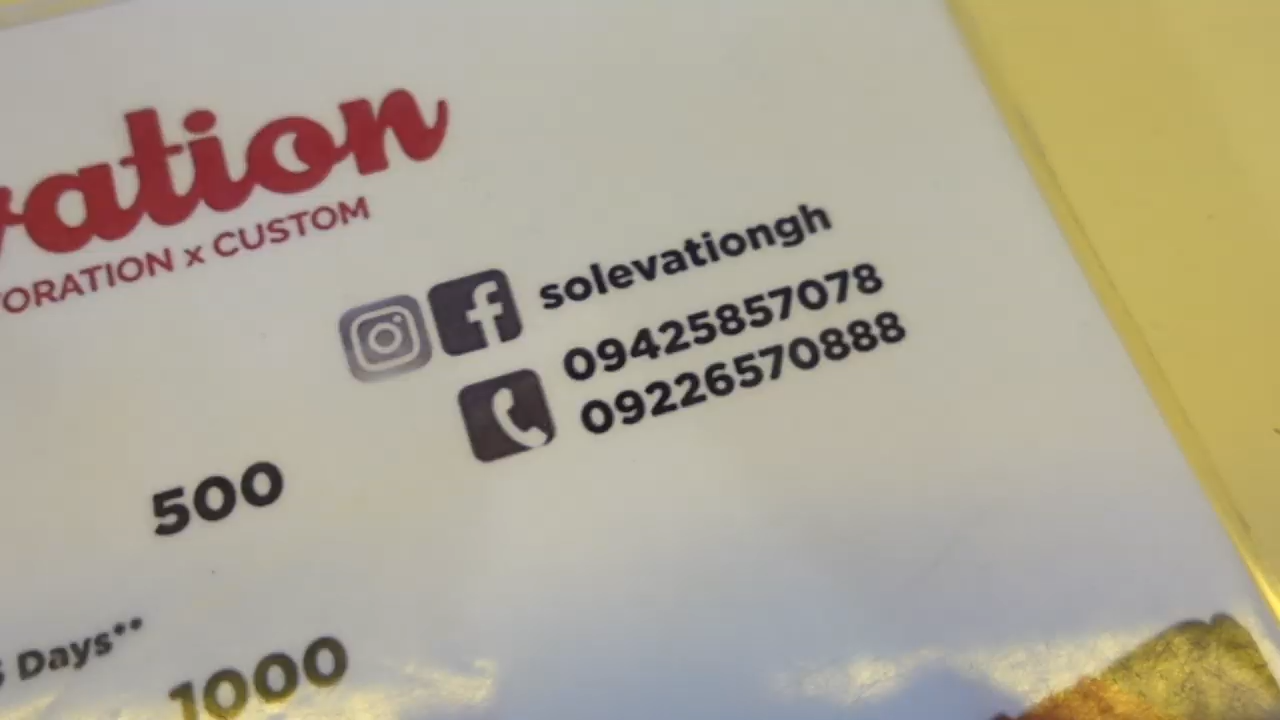 vation
ORATION x CUSTOM
solevationgh
09425857078
09226570888
500
Days**
1000